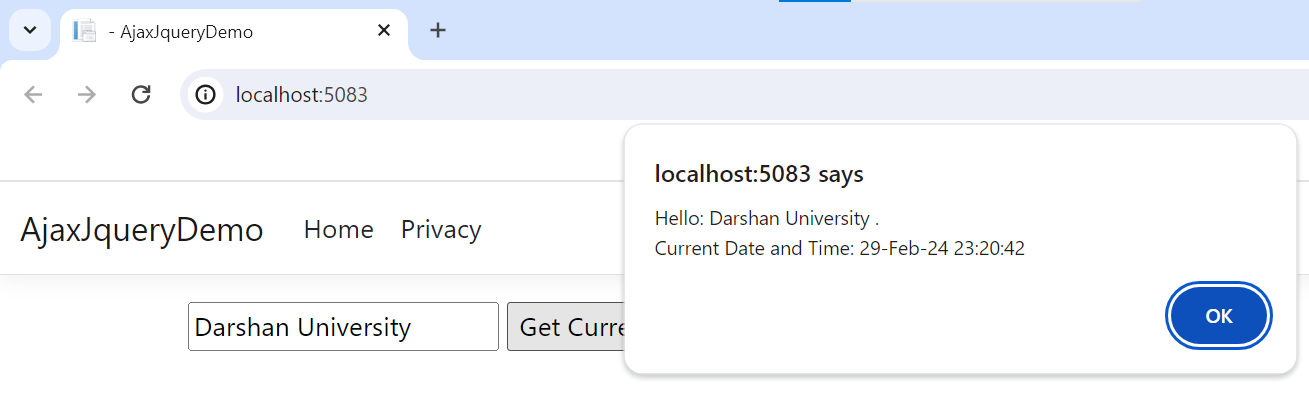 - AjaxJqueryDemo
localhost:5083
localhost:5083 says
Hello: Darshan University .
Current Date and Time: 29-Feb-24 23:20:42
OK
AjaxJqueryDemo Home Privacy
Darshan University Get Curre